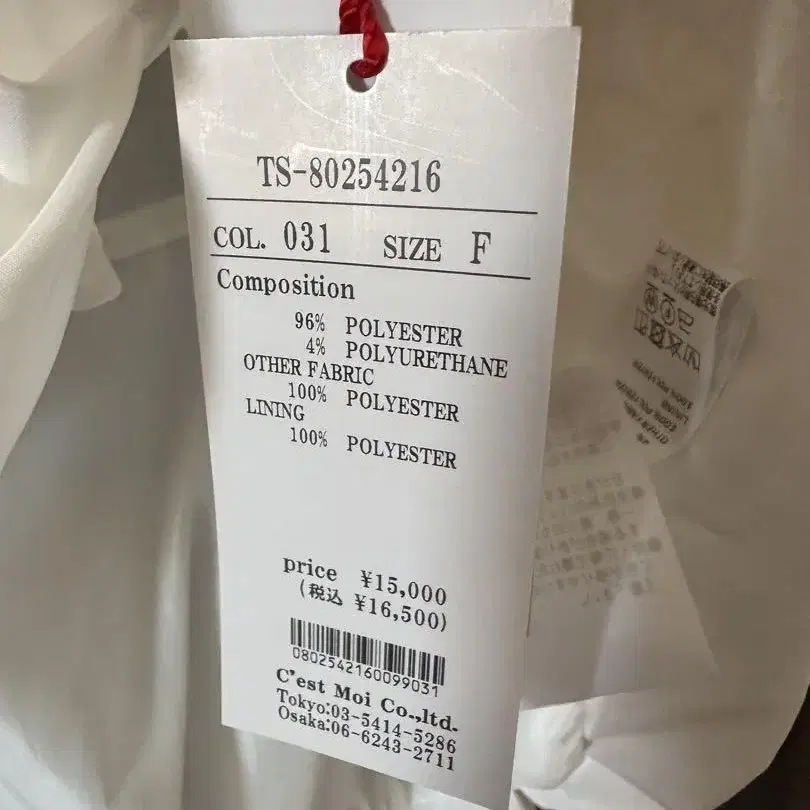 TS-80254216
COL. 031 SIZE F
Composition
96% POLYESTER
4% POLYURETHANE
OTHER FABRIC
100% POLYESTER
LINING
100% POLYESTER
price ¥15,000
(税込 ¥16,500)
0802542160099031
C'est Moi Co.,ltd.
Tokyo:03-5414-5286
Osaka:06-6243-2711
LINING